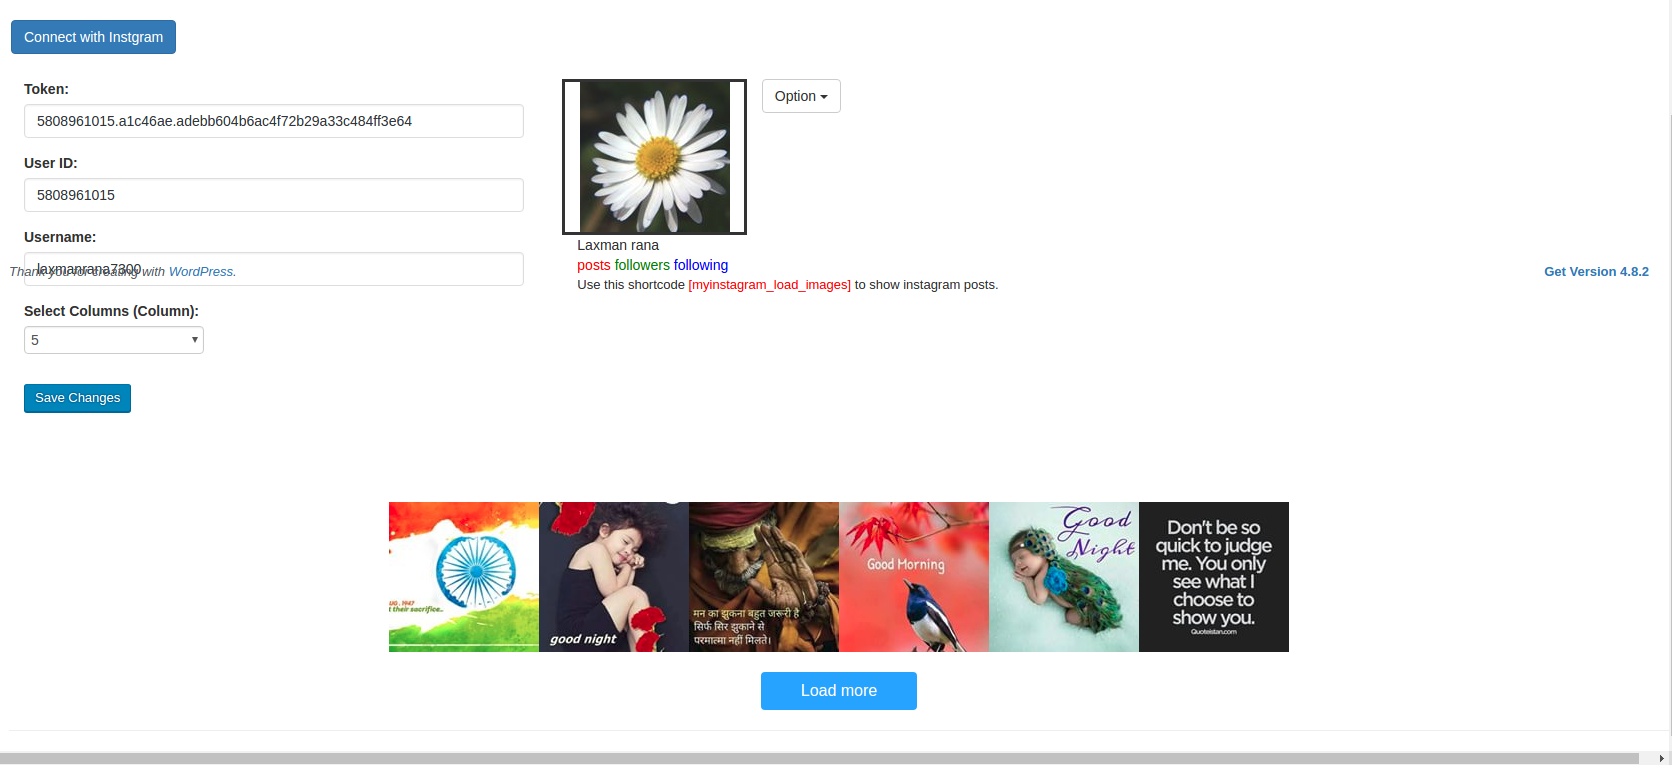 Connect with Instgram
Token:
5808961015.a1c46ae.adebb604b6ac4f72b29a33c484ff3e64
Option
User ID:
5808961015
Username:
laxmanrana7300
Thank you for creating with WordPress.
Laxman rana
posts followers following
Use this shortcode [myinstagram_load_images] to show instagram posts.
Get Version 4.8.2
Select Columns (Column):
5
Save Changes
UG . 1947
t their sacrifice..
good night
मन का झुकना बहुत जरूरी है
सिर्फ सिर झुकाने से
परमात्मा नहीं मिलते।
Good Morning
Good
Night
Don't be so
quick to judge
me. You only
see what I
choose to
show you.
Quoteistan.com
Load more